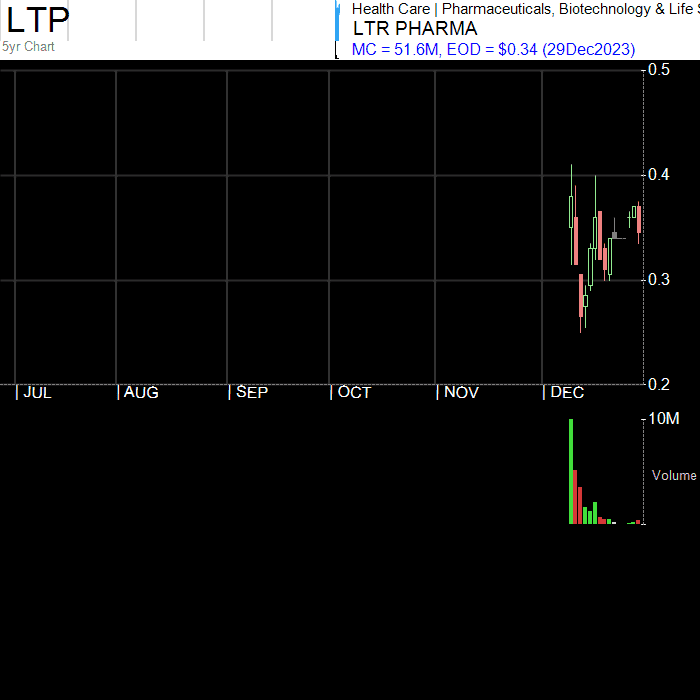 LTP
5yr Chart
Health Care | Pharmaceuticals, Biotechnology & Life
LTR PHARMA
MC = 51.6M, EOD = $0.34 (29Dec2023)
0.5
0.4
0.3
0.2
| JUL | AUG | SEP | OCT | NOV | DEC
10M
Volume